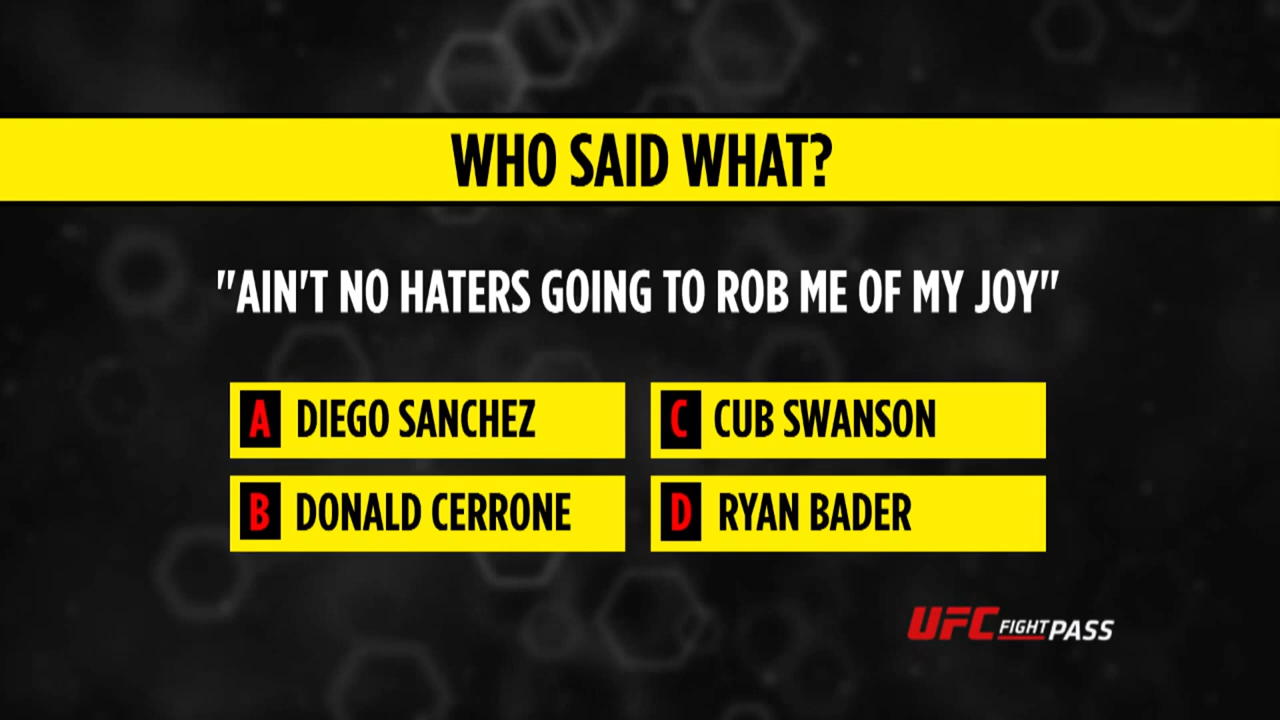 WHO SAID WHAT?
"AIN'T NO HATERS GOING TO ROB ME OF MY JOY"
A DIEGO SANCHEZ
B DONALD CERRONE
C CUB SWANSON
D RYAN BADER
UFC FIGHT PASS